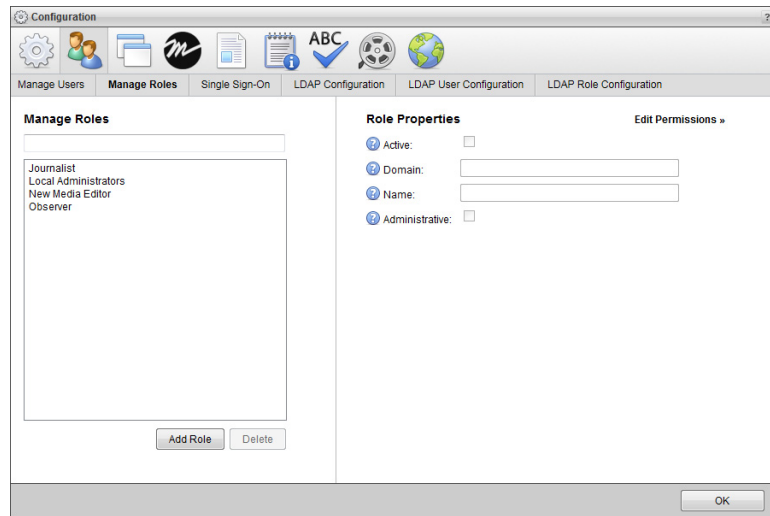 Configuration
?
ABC
Manage Users Manage Roles Single Sign-On LDAP Configuration LDAP User Configuration LDAP Role Configuration
Manage Roles
Journalist
Local Administrators
New Media Editor
Observer
Add Role Delete
Role Properties Edit Permissions »
? Active:
? Domain:
? Name:
? Administrative:
OK